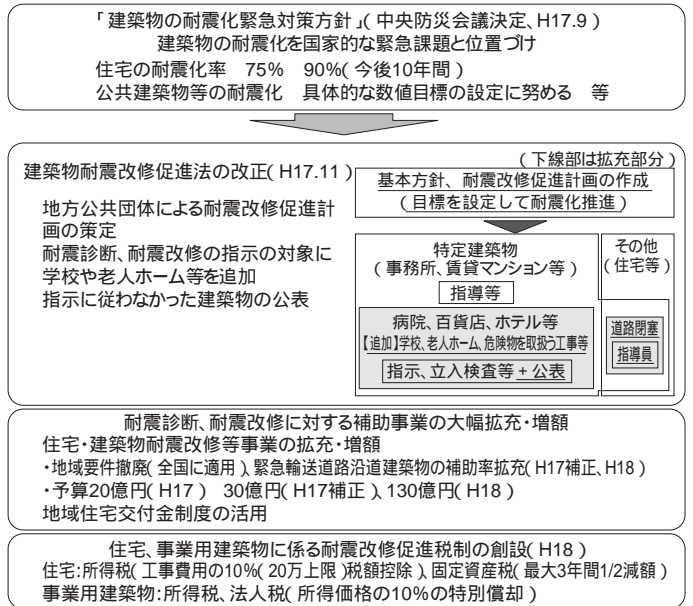 「建築物の耐震化緊急対策方針」(中央防災会議決定、H17.9)
建築物の耐震化を国家的な緊急課題と位置づけ
住宅の耐震化率 75% 90%(今後10年間)
公共建築物等の耐震化 具体的な数値目標の設定に努める 等
建築物耐震改修促進法の改正(H17.11)
地方公共団体による耐震改修促進計
画の策定
耐震診断、耐震改修の指示の対象に
学校や老人ホーム等を追加
指示に従わなかった建築物の公表
(下線部は拡充部分)
基本方針、耐震改修促進計画の作成
(目標を設定して耐震化推進)
特定建築物
(事務所、賃貸マンション等)
指導等
病院、百貨店、ホテル等
【追加】学校、老人ホーム、危険物を取扱う工事等
指示、立入検査等+公表
その他
(住宅等)
道路閉塞
指導員
耐震診断、耐震改修に対する補助事業の大幅拡充・増額
住宅・建築物耐震改修等事業の拡充・増額
・地域要件撤廃(全国に適用)、緊急輸送道路沿道建築物の補助率拡充(H17補正、H18)
・予算20億円(H17) 30億円(H17補正)、130億円(H18)
地域住宅交付金制度の活用
住宅、事業用建築物に係る耐震改修促進税制の創設(H18)
住宅:所得税(工事費用の10%(20万上限)税額控除)、固定資産税(最大3年間1/2減額)
事業用建築物:所得税、法人税(所得価格の10%の特別償却)